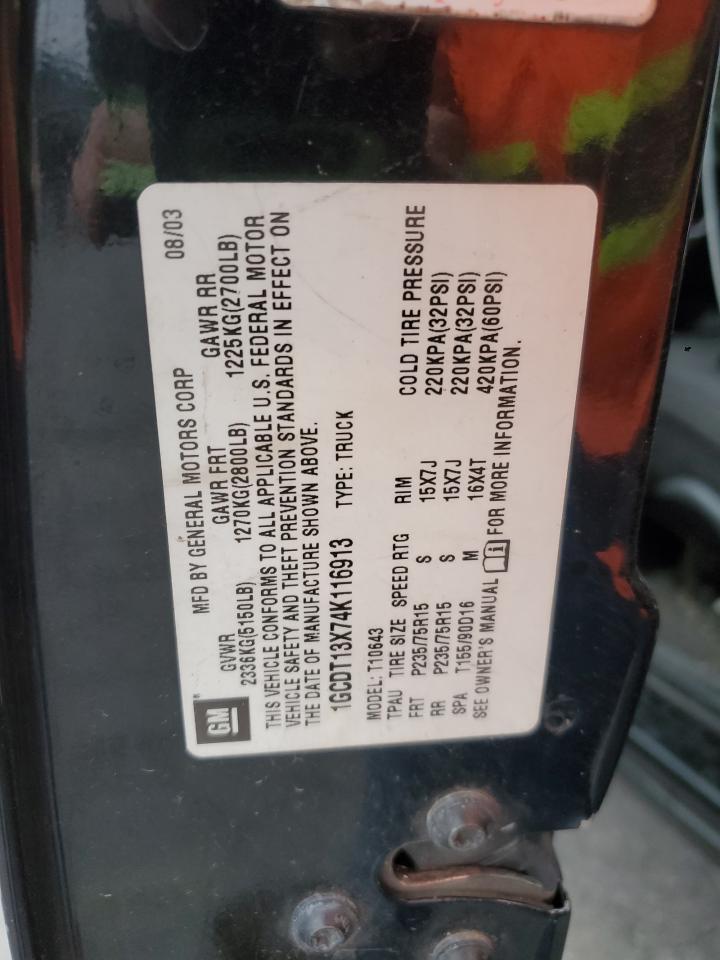 GM
MFD BY GENERAL MOTORS CORP 08/03
GVWR GAWR FRT GAWR RR
2336KG(5150LB) 1270KG(2800LB) 1225KG(2700LB)
THIS VEHICLE CONFORMS TO ALL APPLICABLE U.S. FEDERAL MOTOR
VEHICLE SAFETY AND THEFT PREVENTION STANDARDS IN EFFECT ON
THE DATE OF MANUFACTURE SHOWN ABOVE.
1GCDT13X74K116913 TYPE: TRUCK
MODEL: T10643
TPAU TIRE SIZE SPEED RTG RIM COLD TIRE PRESSURE
FRT P235/75R15 S 15X7J 220KPA(32PSI)
RR P235/75R15 S 15X7J 220KPA(32PSI)
SPA T155/90D16 M 16X4T 420KPA(60PSI)
SEE OWNER'S MANUAL i FOR MORE INFORMATION.